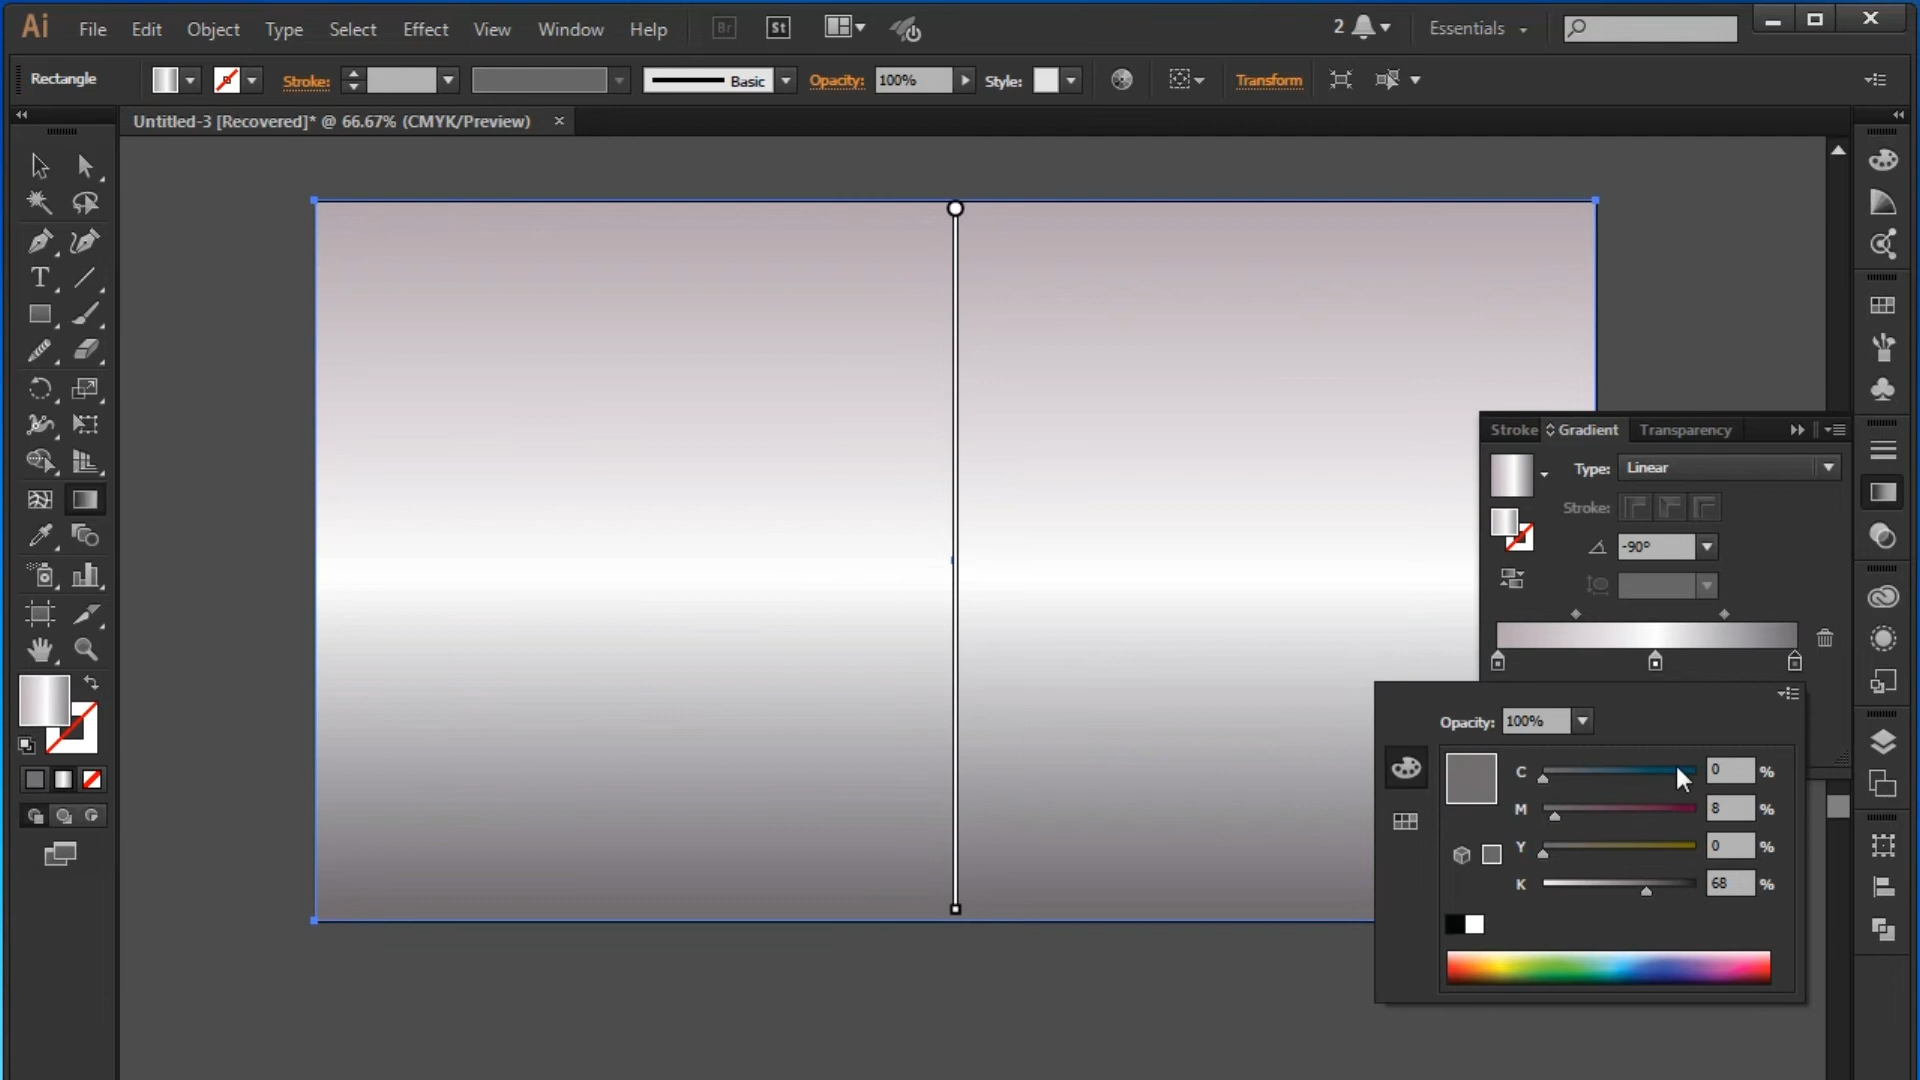 Ai File Edit Object Type Select Effect View Window Help Br St 2 Essentials
Rectangle Stroke: Basic Opacity: 100% Style: Transform
Untitled-3 [Recovered]* @ 66.67% (CMYK/Preview) ×
T
Stroke Gradient Transparency
Type: Linear
Stroke:
-90°
Opacity: 100%
C 0 %
M 8 %
Y 0 %
K 68 %